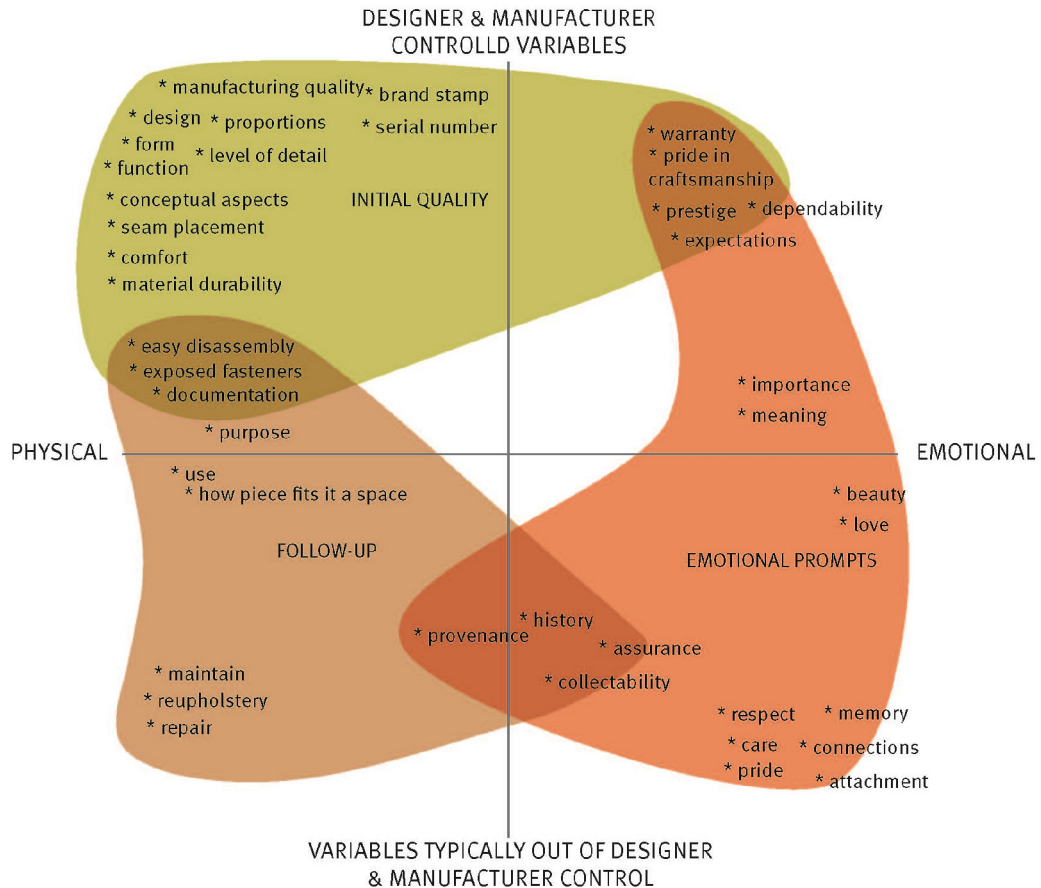 DESIGNER & MANUFACTURER
CONTROLLD VARIABLES
* manufacturing quality
* brand stamp
* design
* proportions
* serial number
* form
* level of detail
* function
* conceptual aspects
INITIAL QUALITY
* seam placement
* comfort
* material durability
* warranty
* pride in
craftsmanship
* prestige
* dependability
* expectations
* easy disassembly
* exposed fasteners
* documentation
* purpose
* importance
* meaning
PHYSICAL
EMOTIONAL
* use
* how piece fits it a space
* beauty
* love
FOLLOW-UP
EMOTIONAL PROMPTS
* history
* provenance
* assurance
* collectability
* maintain
* reupholstery
* repair
* respect
* memory
* care
* connections
* pride
* attachment
VARIABLES TYPICALLY OUT OF DESIGNER
& MANUFACTURER CONTROL